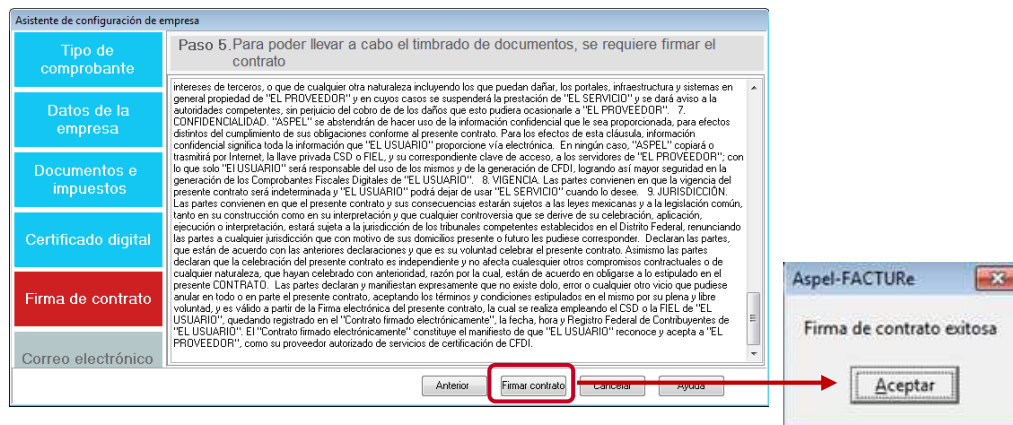 Asistente de configuración de empresa
Tipo de
comprobante
Datos de la
empresa
Documentos e
impuestos
Certificado digital
Firma de contrato
Correo electrónico
Paso 5.Para poder llevar a cabo el timbrado de documentos, se requiere firmar el
contrato
intereses de terceros, o que de cualquier otra naturaleza incluyendo los que puedan dañar, los portales, infraestructura y sistemas en
general propiedad de "EL PROVEEDOR" y en cuyos casos se suspenderá la prestación de "EL SERVICIO" y se dará aviso a la
autoridades competentes, sin perjuicio del cobro de de los daños que esto pudiera ocasionarle a "EL PROVEEDOR". 7.
CONFIDENCIALIDAD. "ASPEL" se abstendrán de hacer uso de la información confidencial que le sea proporcionada, para efectos
distintos del cumplimiento de sus obligaciones conforme al presente contrato. Para los efectos de esta cláusula, información
confidencial significa toda la información que "EL USUARIO" proporcione vía electrónica. En ningún caso, "ASPEL" copiará o
trasmitirá por Internet, la llave privada CSD o FIEL, y su correspondiente clave de acceso, a los servidores de "EL PROVEEDOR"; con
lo que solo "El USUARIO" será responsable del uso de los mismos y de la generación de CFDI, logrando así mayor seguridad en la
generación de los Comprobantes Fiscales Digitales de "EL USUARIO". 8. VIGENCIA. Las partes convienen en que la vigencia del
presente contrato será indeterminada y "EL USUARIO" podrá dejar de usar "EL SERVICIO" cuando lo desee. 9. JURISDICCIÓN.
Las partes convienen en que el presente contrato y sus consecuencias estarán sujetos a las leyes mexicanas y a la legislación común,
tanto en su construcción como en su interpretación y que cualquier controversia que se derive de su celebración, aplicación,
ejecución o interpretación, estará sujeta a la jurisdicción de los tribunales competentes establecidos en el Distrito Federal, renunciando
las partes a cualquier jurisdicción que con motivo de sus domicilios presente o futuro les pudiese corresponder. Declaran las partes,
que están de acuerdo con las anteriores declaraciones y que es su voluntad celebrar el presente contrato. Asimismo las partes
declaran que la celebración del presente contrato es independiente y no afecta cualesquier otros compromisos contractuales o de
cualquier naturaleza, que hayan celebrado con anterioridad, razón por la cual, están de acuerdo en obligarse a lo estipulado en el
presente CONTRATO. Las partes declaran y manifiestan expresamente que no existe dolo, error o cualquier otro vicio que pudiese
anular en todo o en parte el presente contrato, aceptando los términos y condiciones estipulados en el mismo por su plena y libre
voluntad, y es válido a partir de la Firma electrónica del presente contrato, la cual se realiza empleando el CSD o la FIEL de "EL
USUARIO", quedando registrado en el "Contrato firmado electrónicamente", la fecha, hora y Registro Federal de Contribuyentes de
"EL USUARIO". El "Contrato firmado electrónicamente" constituye el manifiesto de que "EL USUARIO" reconoce y acepta a "EL
PROVEEDOR", como su proveedor autorizado de servicios de certificación de CFDI.
Anterior
Firmar contrato
Cancelar
Ayuda
Aspel-FACTURe
Firma de contrato exitosa
Aceptar